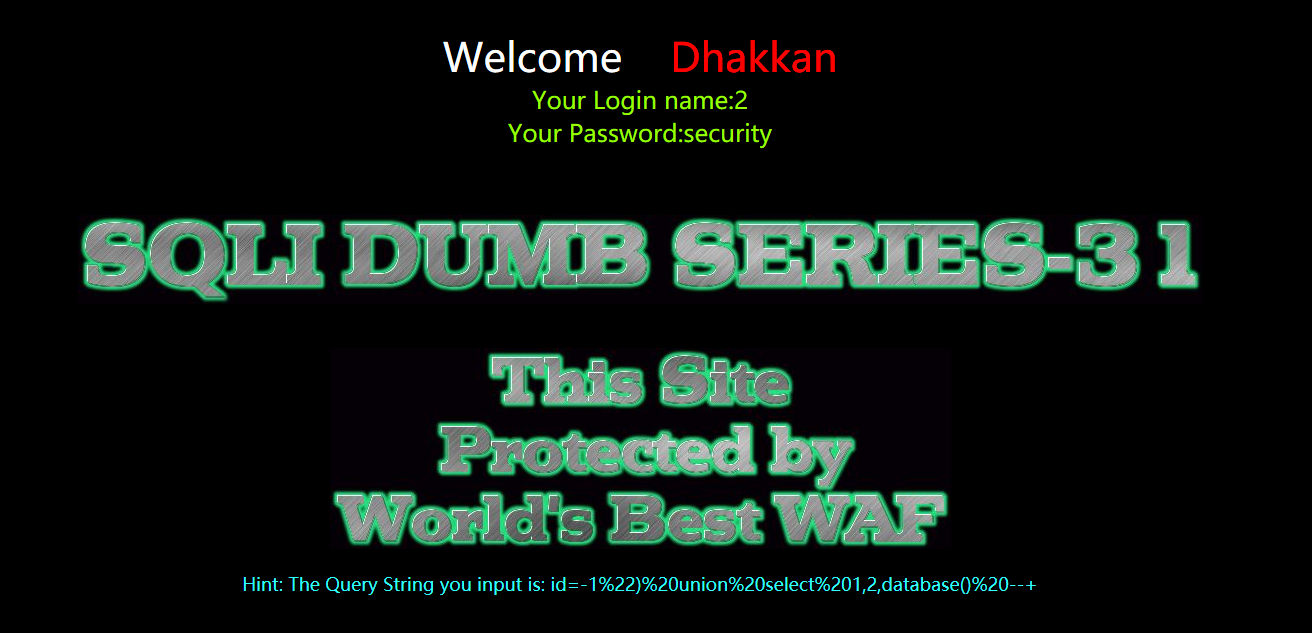 Welcome Dhakkan
Your Login name:2
Your Password:security
SQLI DUMB SERIES-31
This Site
Protected by
World's Best WAF
Hint: The Query String you input is: id=-1%22)%20union%20select%201,2,database()%20--+